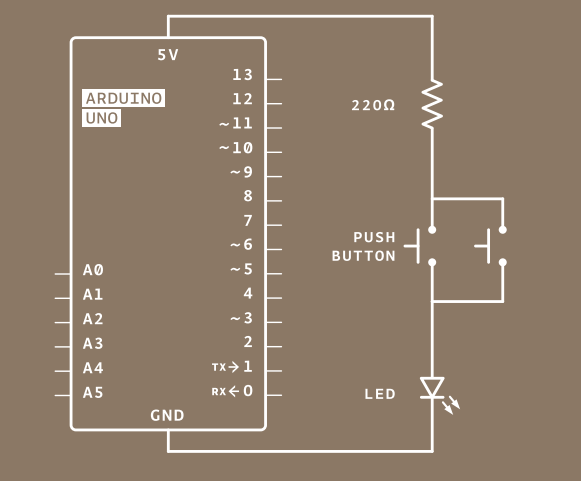 5V
ARDUINO
UNO
13
12
~11
~10
~9
8
7
~6
~5
4
~3
2
TX→1
RX←0
A0
A1
A2
A3
A4
A5
GND
220Ω
PUSH
BUTTON
LED